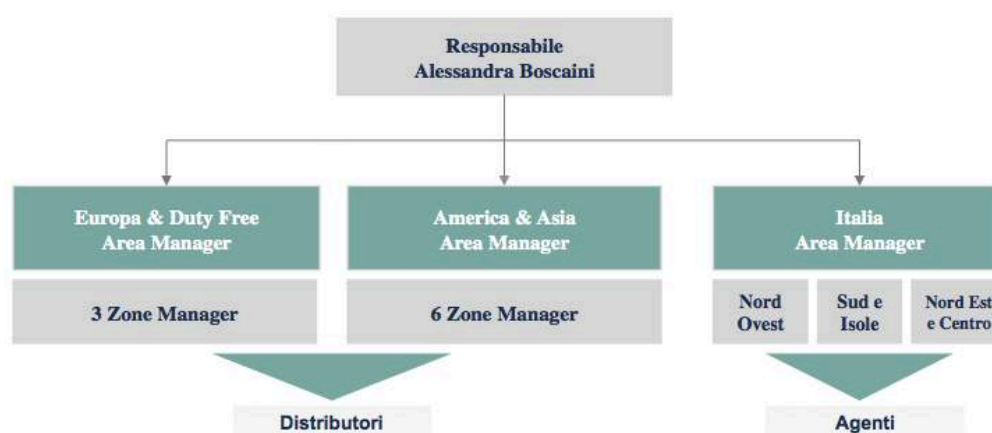 Responsabile
Alessandra Boscaini
Europa & Duty Free
Area Manager
America & Asia
Area Manager
Italia
Area Manager
3 Zone Manager
6 Zone Manager
Nord
Ovest
Sud e
Isole
Nord Est
e Centro
Distributori
Agenti